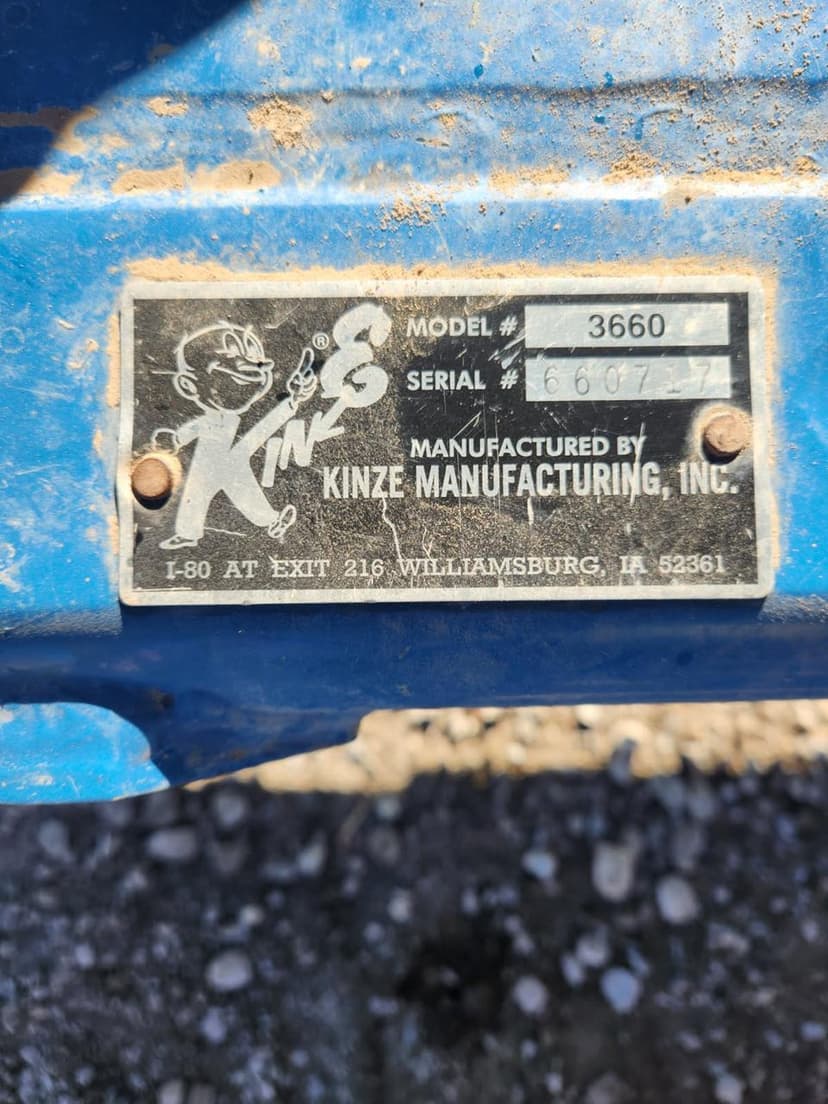 KINZE ®
MODEL # 3660
SERIAL # 660717
MANUFACTURED BY
KINZE MANUFACTURING, INC.
I-80 AT EXIT 216 WILLIAMSBURG, IA 52361